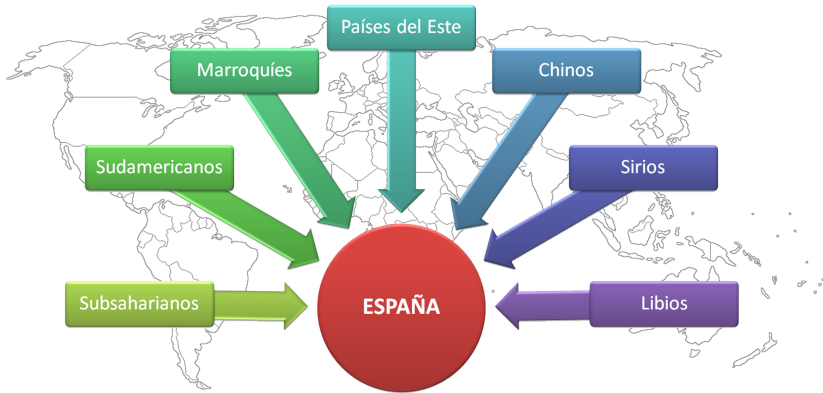 Países del Este
Marroquíes
Chinos
Sudamericanos
Sirios
Subsaharianos
ESPAÑA
Libios